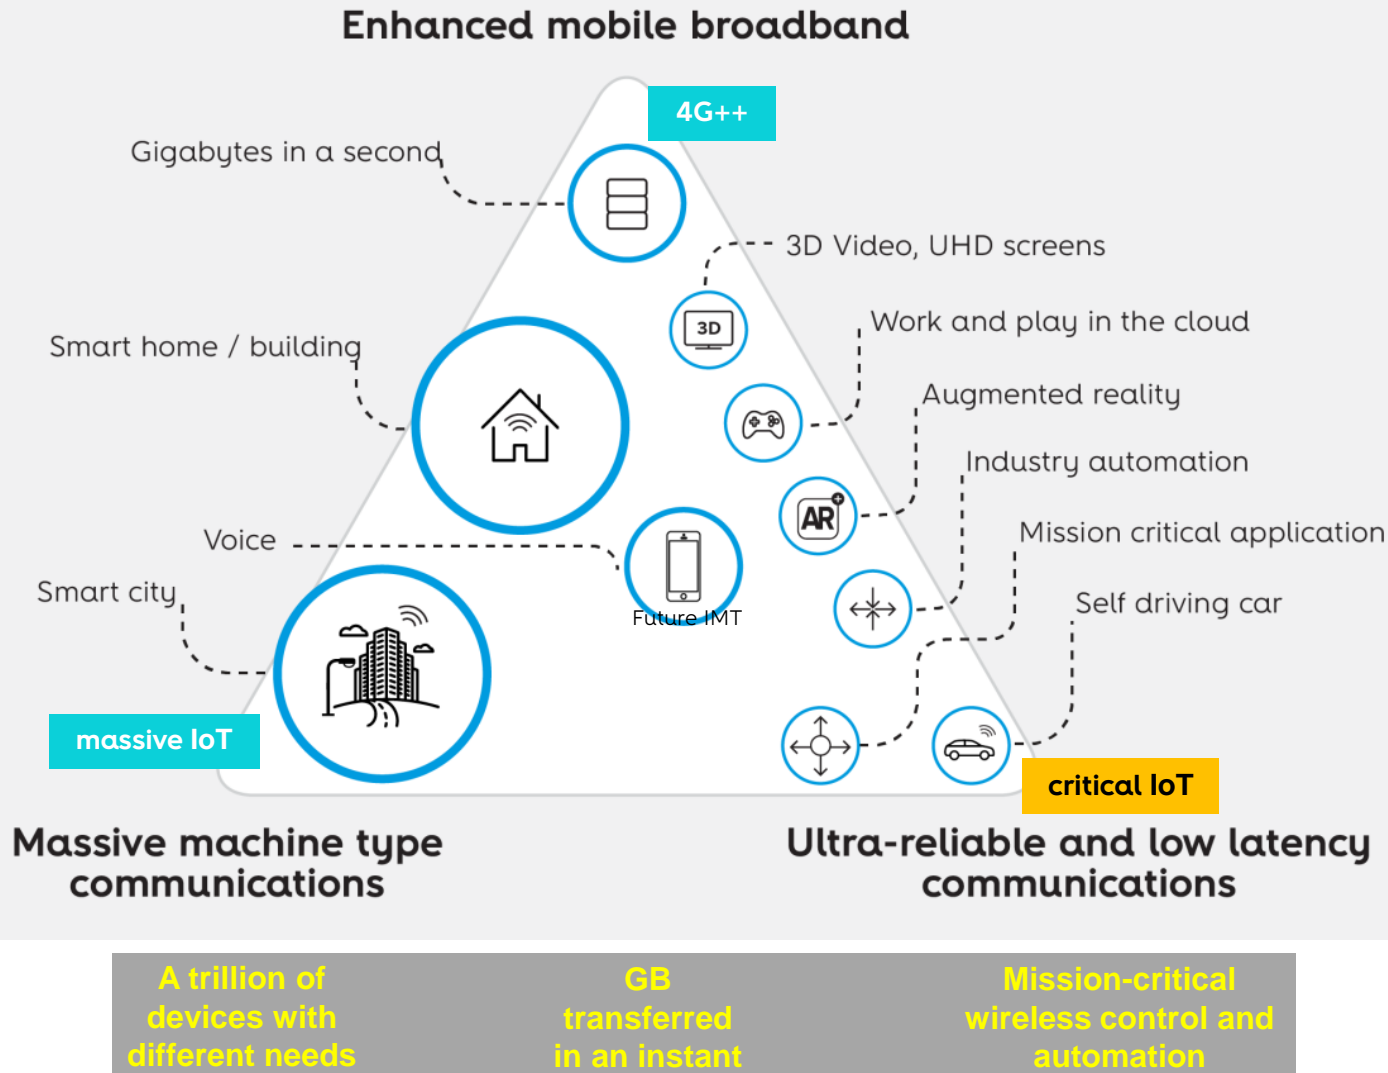 Enhanced mobile broadband
4G++
Gigabytes in a second
3D Video, UHD screens
3D
Work and play in the cloud
Smart home / building
Augmented reality
Industry automation
AR
Mission critical application
Voice
Smart city
Self driving car
Future IMT
massive IoT
critical IoT
Massive machine type
communications
Ultra-reliable and low latency
communications
A trillion of
devices with
different needs
GB
transferred
in an instant
Mission-critical
wireless control and
automation